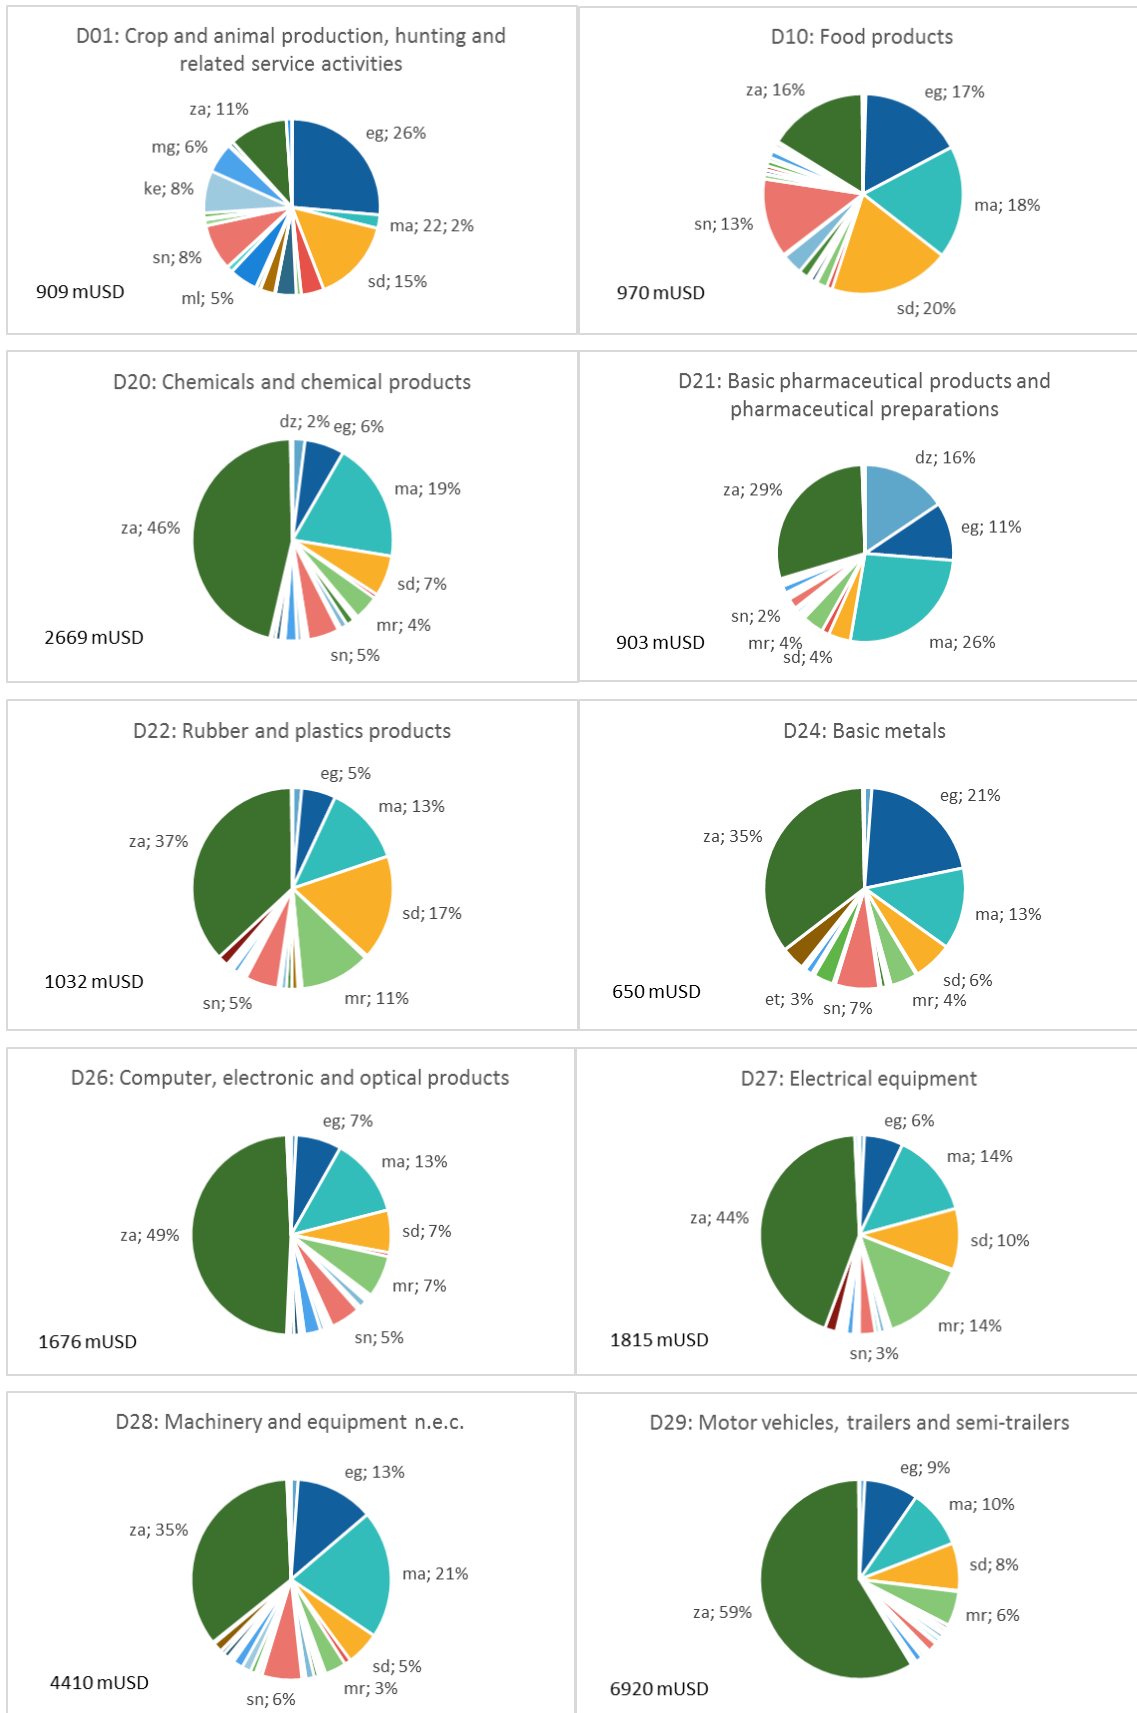 D01: Crop and animal production, hunting and
related service activities
za; 11%
eg; 26%
mg; 6%
ke; 8%
ma; 22; 2%
sn; 8%
sd; 15%
ml; 5%
909 mUSD
D10: Food products
za; 16%
eg; 17%
ma; 18%
sn; 13%
sd; 20%
970 mUSD
D20: Chemicals and chemical products
dz; 2%
eg; 6%
ma; 19%
za; 46%
sd; 7%
mr; 4%
sn; 5%
2669 mUSD
D21: Basic pharmaceutical products and
pharmaceutical preparations
dz; 16%
za; 29%
eg; 11%
sn; 2%
mr; 4%
sd; 4%
ma; 26%
903 mUSD
D22: Rubber and plastics products
eg; 5%
ma; 13%
za; 37%
sd; 17%
mr; 11%
sn; 5%
1032 mUSD
D24: Basic metals
eg; 21%
za; 35%
ma; 13%
sd; 6%
mr; 4%
sn; 7%
et; 3%
650 mUSD
D26: Computer, electronic and optical products
eg; 7%
ma; 13%
za; 49%
sd; 7%
mr; 7%
sn; 5%
1676 mUSD
D27: Electrical equipment
eg; 6%
ma; 14%
za; 44%
sd; 10%
mr; 14%
sn; 3%
1815 mUSD
D28: Machinery and equipment n.e.c.
eg; 13%
za; 35%
ma; 21%
sd; 5%
mr; 3%
sn; 6%
4410 mUSD
D29: Motor vehicles, trailers and semi-trailers
eg; 9%
ma; 10%
sd; 8%
mr; 6%
za; 59%
6920 mUSD